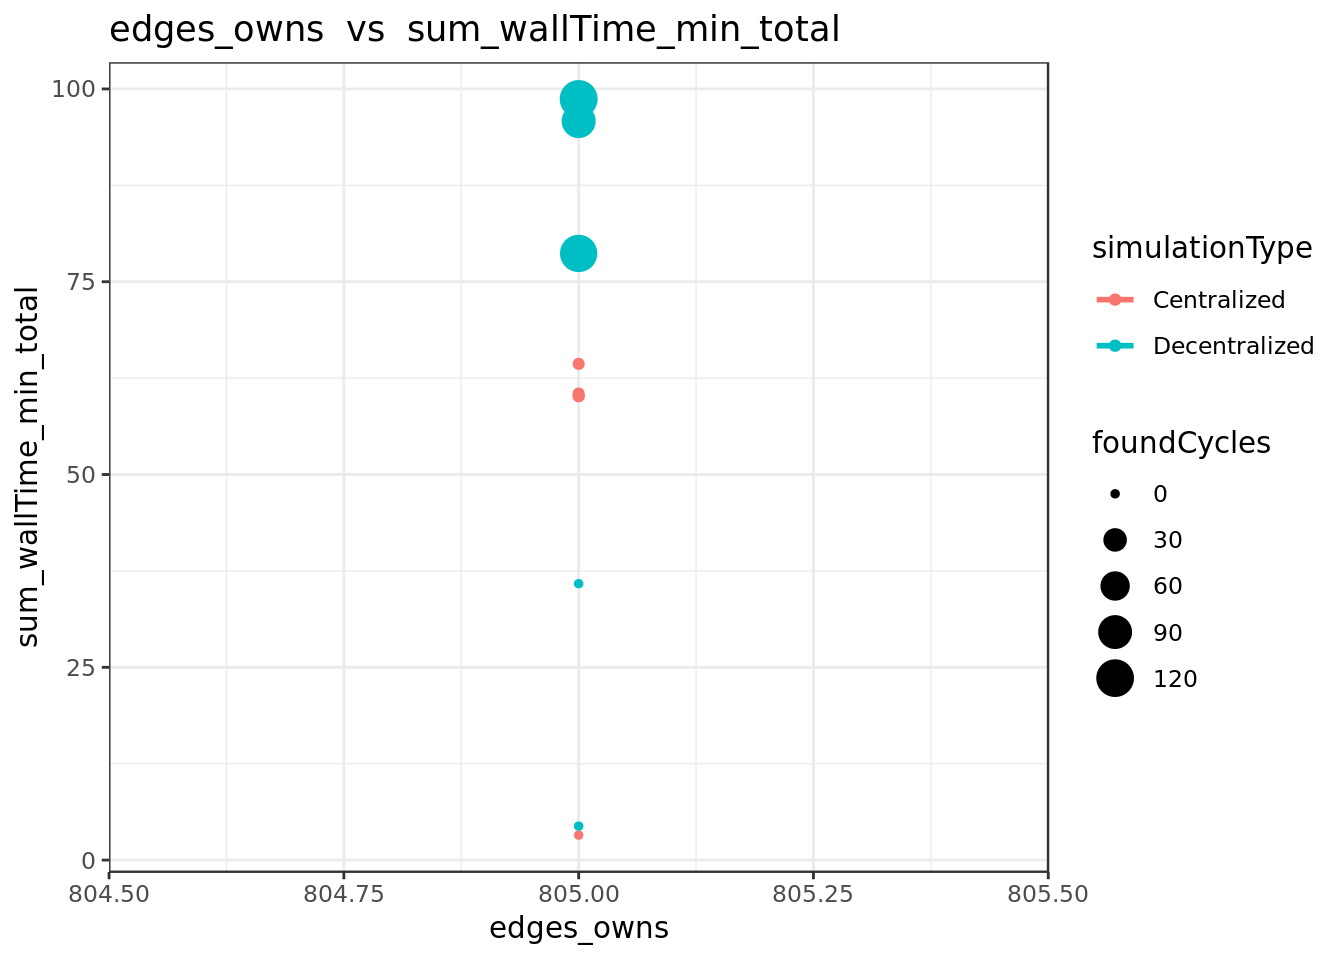 edges_owns  vs  sum_wallTime_min_total
sum_wallTime_min_total
100
75
50
25
0
804.50
804.75
805.00
805.25
805.50
edges_owns
simulationType
Centralized
Decentralized
foundCycles
0
30
60
90
120